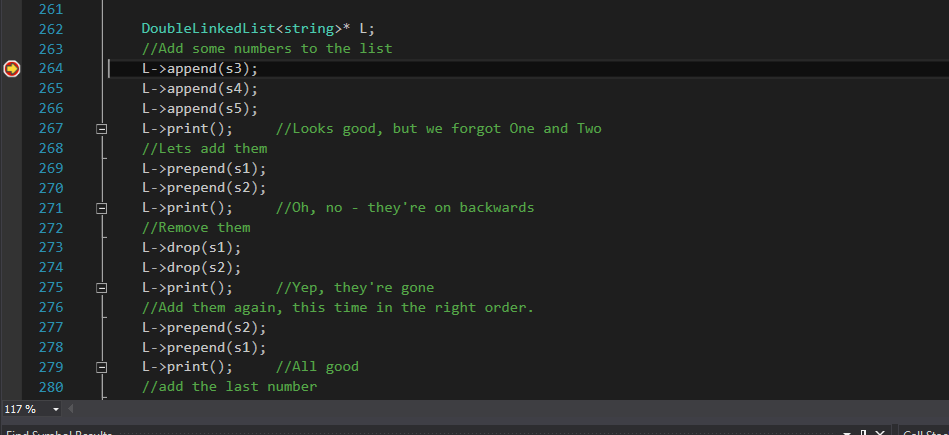 261
262 DoubleLinkedList<string>* L;
263 //Add some numbers to the list
264 L->append(s3);
265 L->append(s4);
266 L->append(s5);
267 L->print(); //Looks good, but we forgot One and Two
268 //Lets add them
269 L->prepend(s1);
270 L->prepend(s2);
271 L->print(); //Oh, no - they're on backwards
272 //Remove them
273 L->drop(s1);
274 L->drop(s2);
275 L->print(); //Yep, they're gone
276 //Add them again, this time in the right order.
277 L->prepend(s2);
278 L->prepend(s1);
279 L->print(); //All good
280 //add the last number
117 %
Find Symbol Results Call Sta